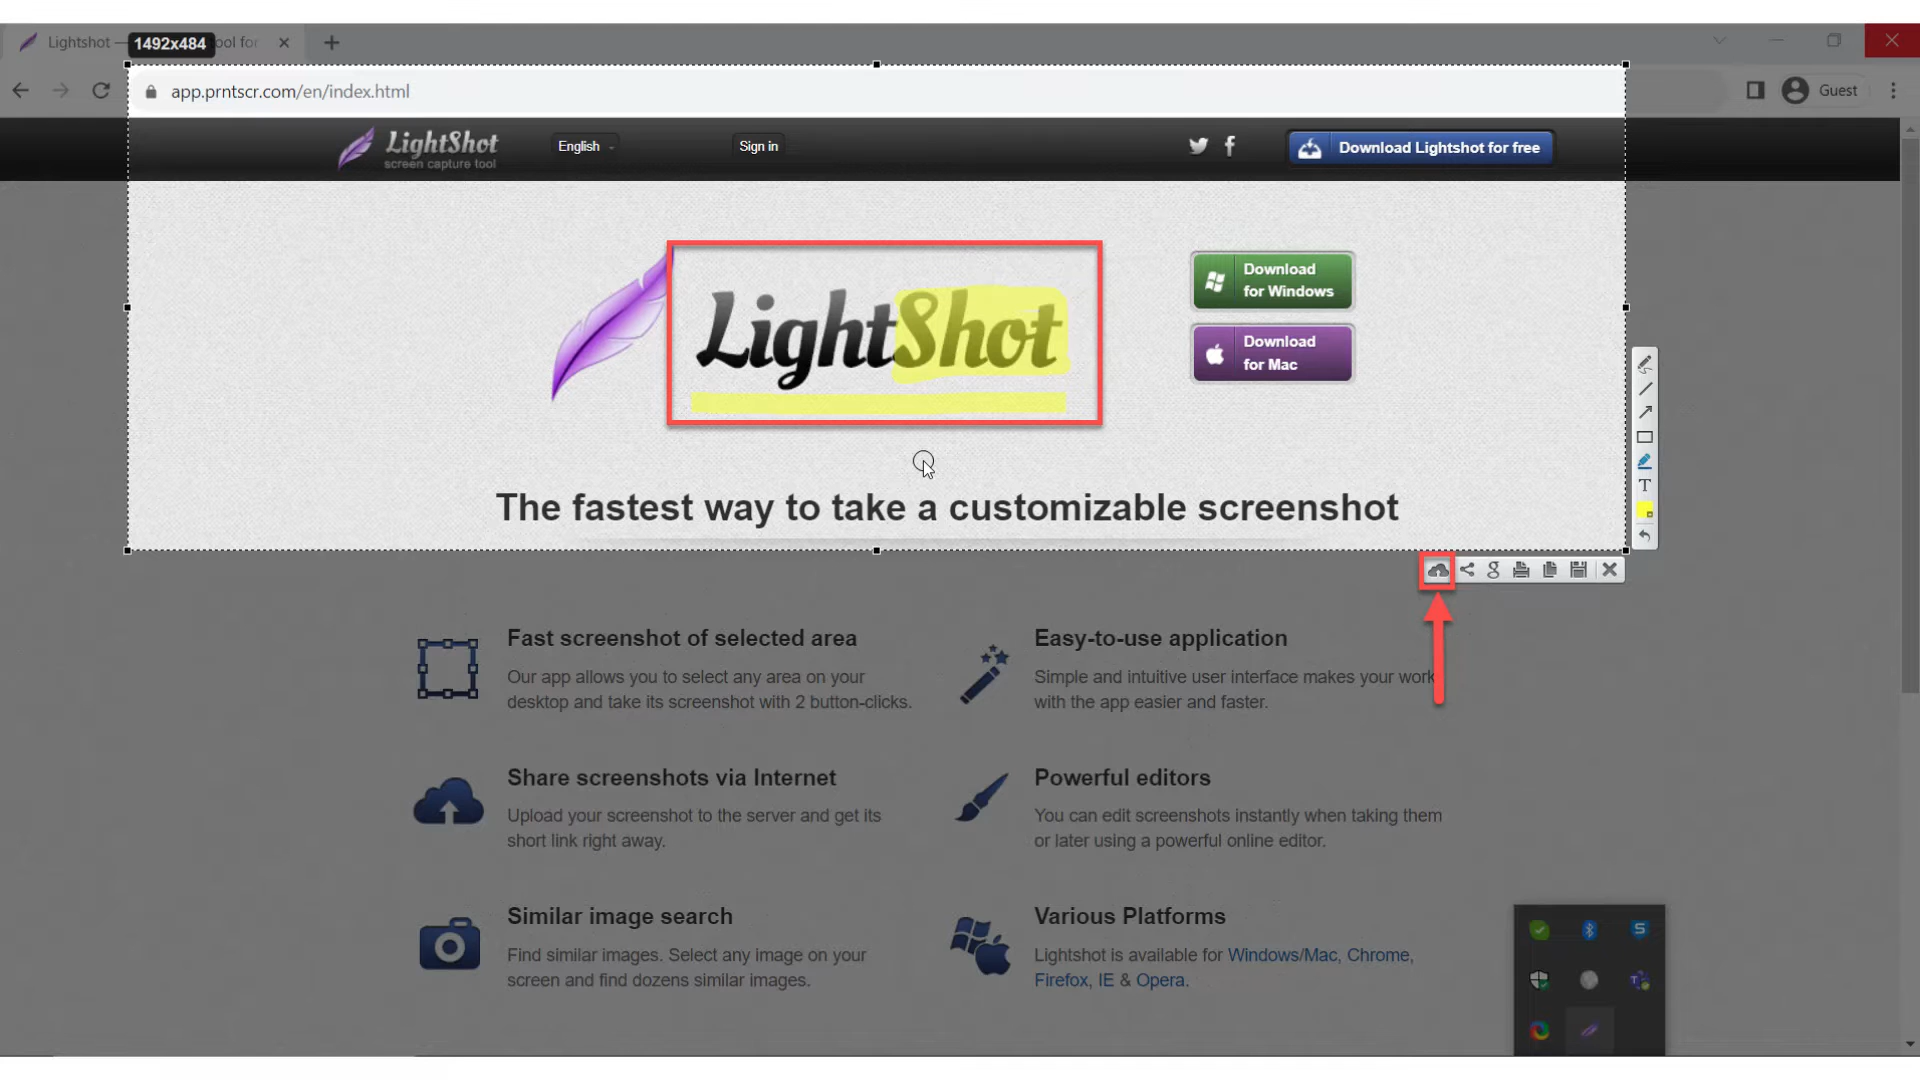 Lightshot —
1492x484
ool for
app.prntscr.com/en/index.html
Guest
LightShot
screen capture tool
English
Sign in
Download Lightshot for free
LightShot
Download
for Windows
Download
for Mac
The fastest way to take a customizable screenshot
T
g
Fast screenshot of selected area
Our app allows you to select any area on your
desktop and take its screenshot with 2 button-clicks.
Easy-to-use application
Simple and intuitive user interface makes your work
with the app easier and faster.
Share screenshots via Internet
Upload your screenshot to the server and get its
short link right away.
Powerful editors
You can edit screenshots instantly when taking them
or later using a powerful online editor.
Similar image search
Find similar images. Select any image on your
screen and find dozens similar images.
Various Platforms
Lightshot is available for Windows/Mac, Chrome,
Firefox, IE & Opera.